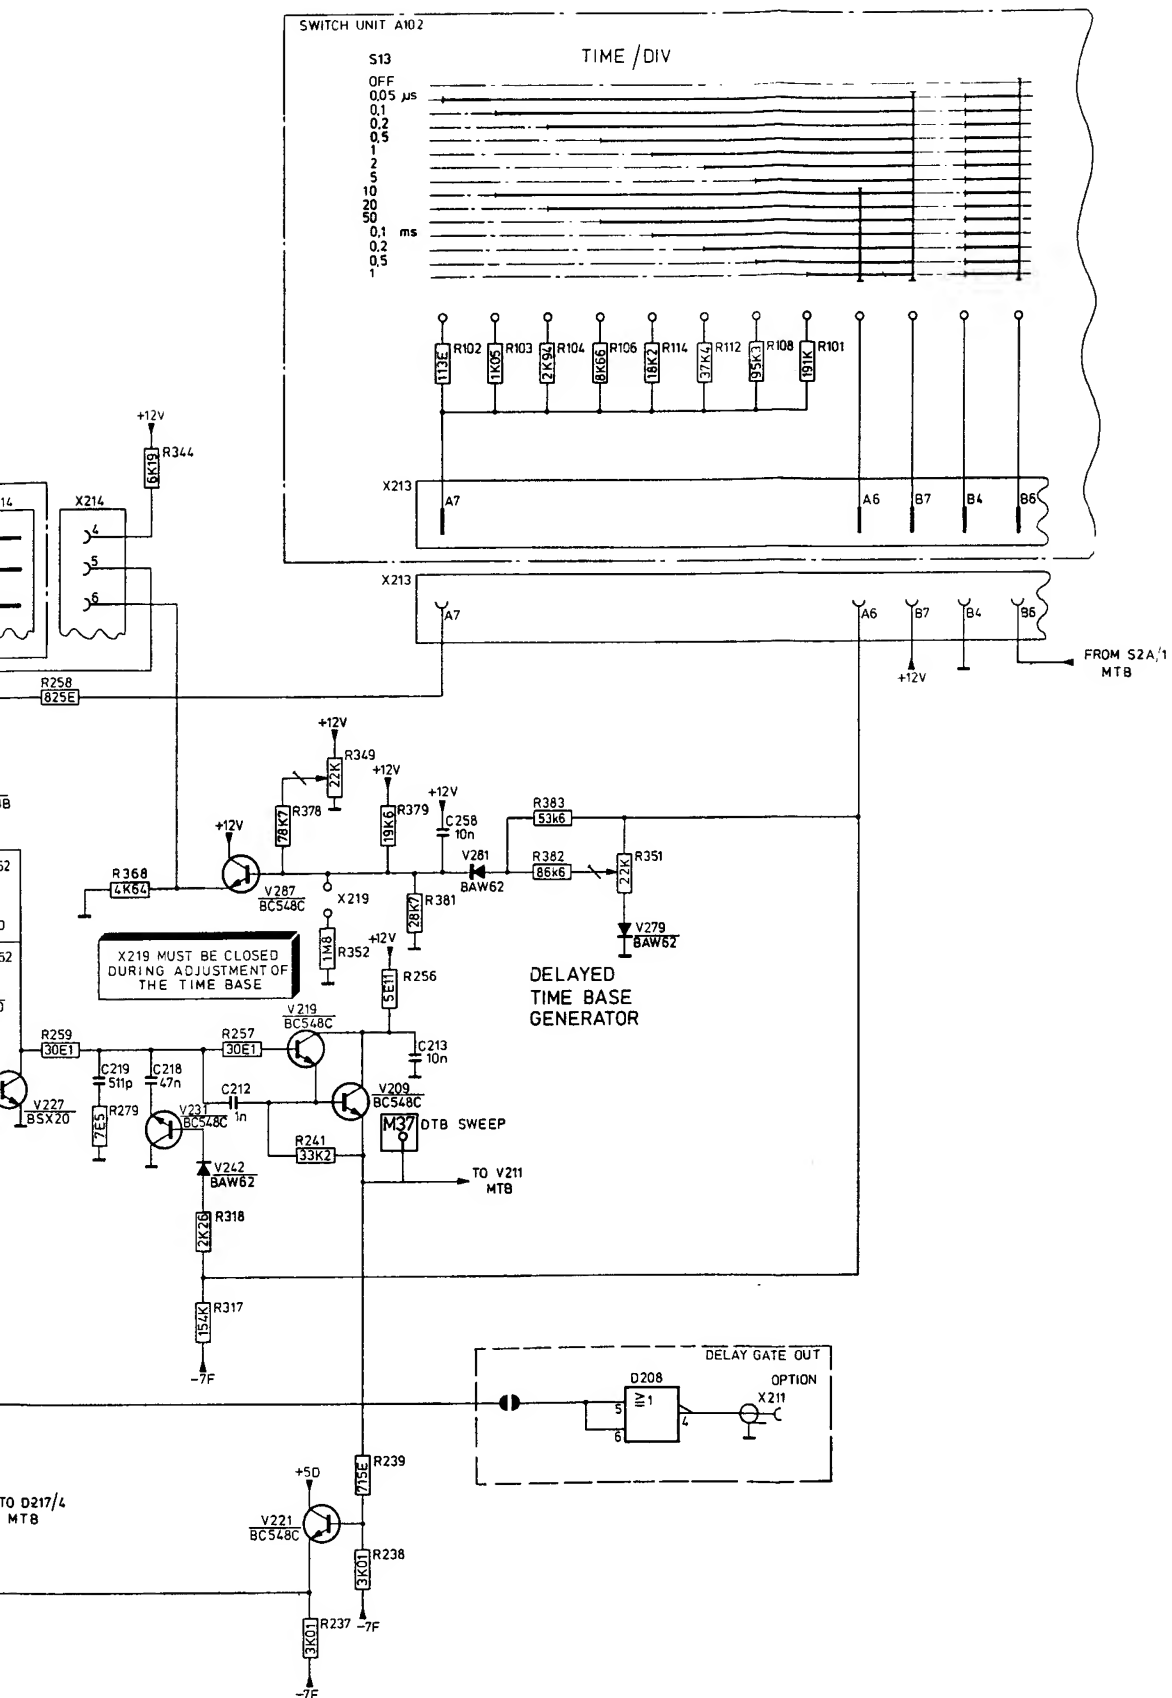 SWITCH UNIT A102
S13
TIME/DIV
OFF
0,05 µs
0,1
0,2
0,5
1
2
5
10
20
50
0,1 ms
0,2
0,5
1
R102
113E
R103
1K05
R104
2K94
R106
8K66
R114
18K2
R112
37K4
R108
95K3
R101
191K
X213
A7
A6
B7
B4
B6
X213
A7
A6
B7
B4
B6
FROM S2A/1
MTB
+12V
+12V
R344
6K19
14
X214
4
5
6
R258
825E
+12V
R349
22K
R378
78K7
+12V
R379
19K6
+12V
C258
10n
R383
53k6
R382
86k6
V281
BAW62
R351
22K
V279
BAW62
+12V
R368
4K64
V287
BC548C
X219
R352
1M8
R381
28K7
X219 MUST BE CLOSED
DURING ADJUSTMENT OF
THE TIME BASE
DELAYED
TIME BASE
GENERATOR
+12V
R256
5E11
C213
10n
R259
30E1
R257
30E1
V219
BC548C
C219
511p
C218
47n
C212
1n
V209
BC548C
V227
BSX20
R279
7E5
V231
BC548C
M37
DTB SWEEP
R241
33K2
V242
BAW62
TO V211
MTB
R318
2K26
R317
154K
-7F
DELAY GATE OUT
OPTION
D208
≥1
5
6
4
X211
TO D217/4
MTB
+5D
V221
BC548C
R239
715E
R238
3K01
-7F
R237
3K01
-7F